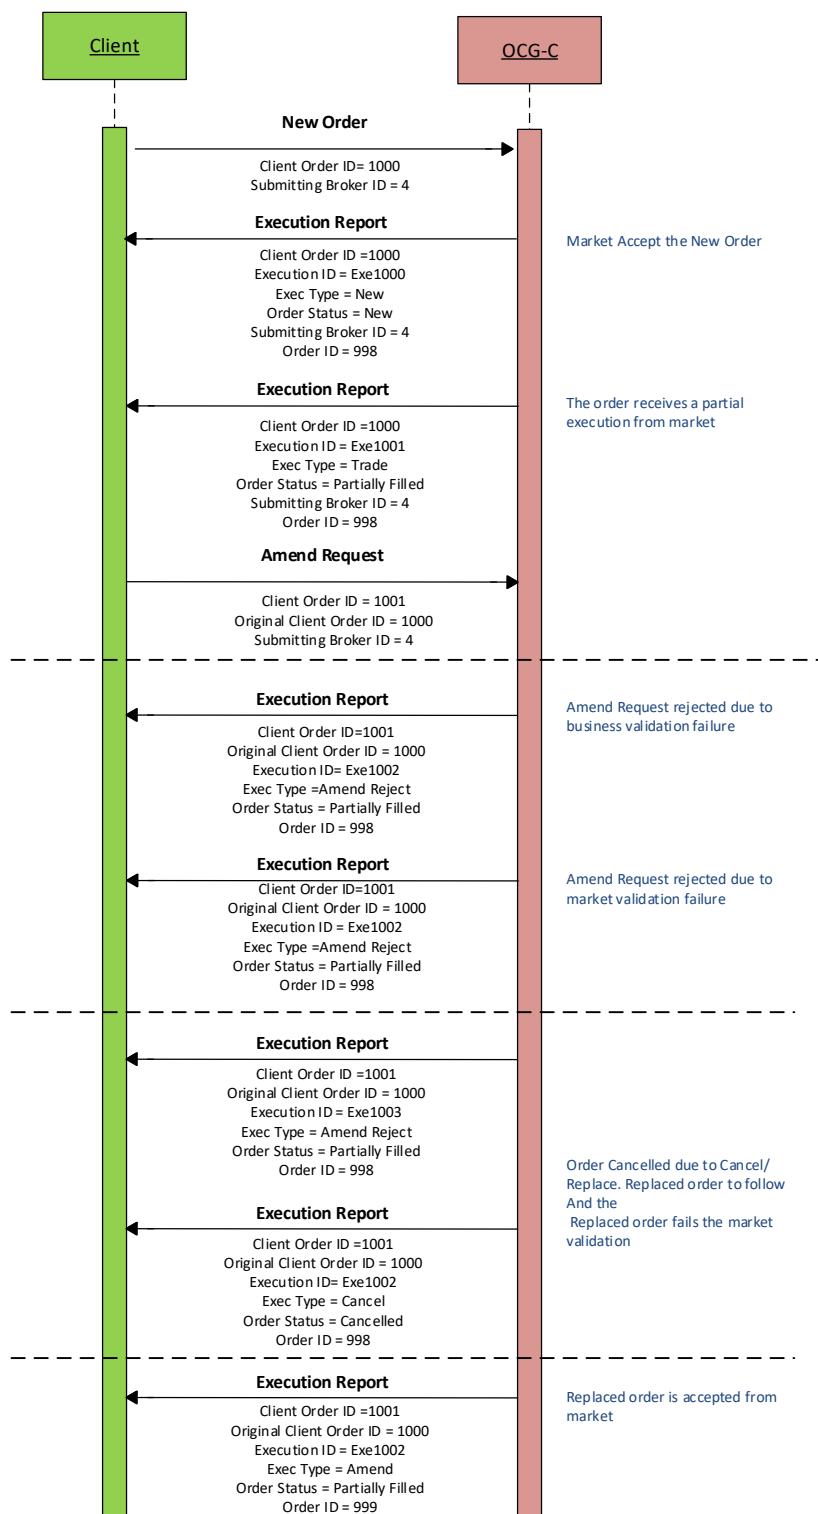 Client
OCG-C
New Order
Client Order ID= 1000
Submitting Broker ID = 4
Execution Report
Market Accept the New Order
Client Order ID =1000
Execution ID = Exe1000
Exec Type = New
Order Status = New
Submitting Broker ID = 4
Order ID = 998
Execution Report
The order receives a partial
execution from market
Client Order ID =1000
Execution ID = Exe1001
Exec Type = Trade
Order Status = Partially Filled
Submitting Broker ID = 4
Order ID = 998
Amend Request
Client Order ID = 1001
Original Client Order ID = 1000
Submitting Broker ID = 4
Execution Report
Amend Request rejected due to
business validation failure
Client Order ID=1001
Original Client Order ID = 1000
Execution ID= Exe1002
Exec Type =Amend Reject
Order Status = Partially Filled
Order ID = 998
Execution Report
Amend Request rejected due to
market validation failure
Client Order ID=1001
Original Client Order ID = 1000
Execution ID = Exe1002
Exec Type =Amend Reject
Order Status = Partially Filled
Order ID = 998
Execution Report
Client Order ID =1001
Original Client Order ID = 1000
Execution ID = Exe1003
Exec Type = Amend Reject
Order Status = Partially Filled
Order ID = 998
Order Cancelled due to Cancel/
Replace. Replaced order to follow
And the
Replaced order fails the market
validation
Execution Report
Client Order ID =1001
Original Client Order ID = 1000
Execution ID= Exe1002
Exec Type = Cancel
Order Status = Cancelled
Order ID = 998
Execution Report
Replaced order is accepted from
market
Client Order ID =1001
Original Client Order ID = 1000
Execution ID = Exe1002
Exec Type = Amend
Order Status = Partially Filled
Order ID = 999